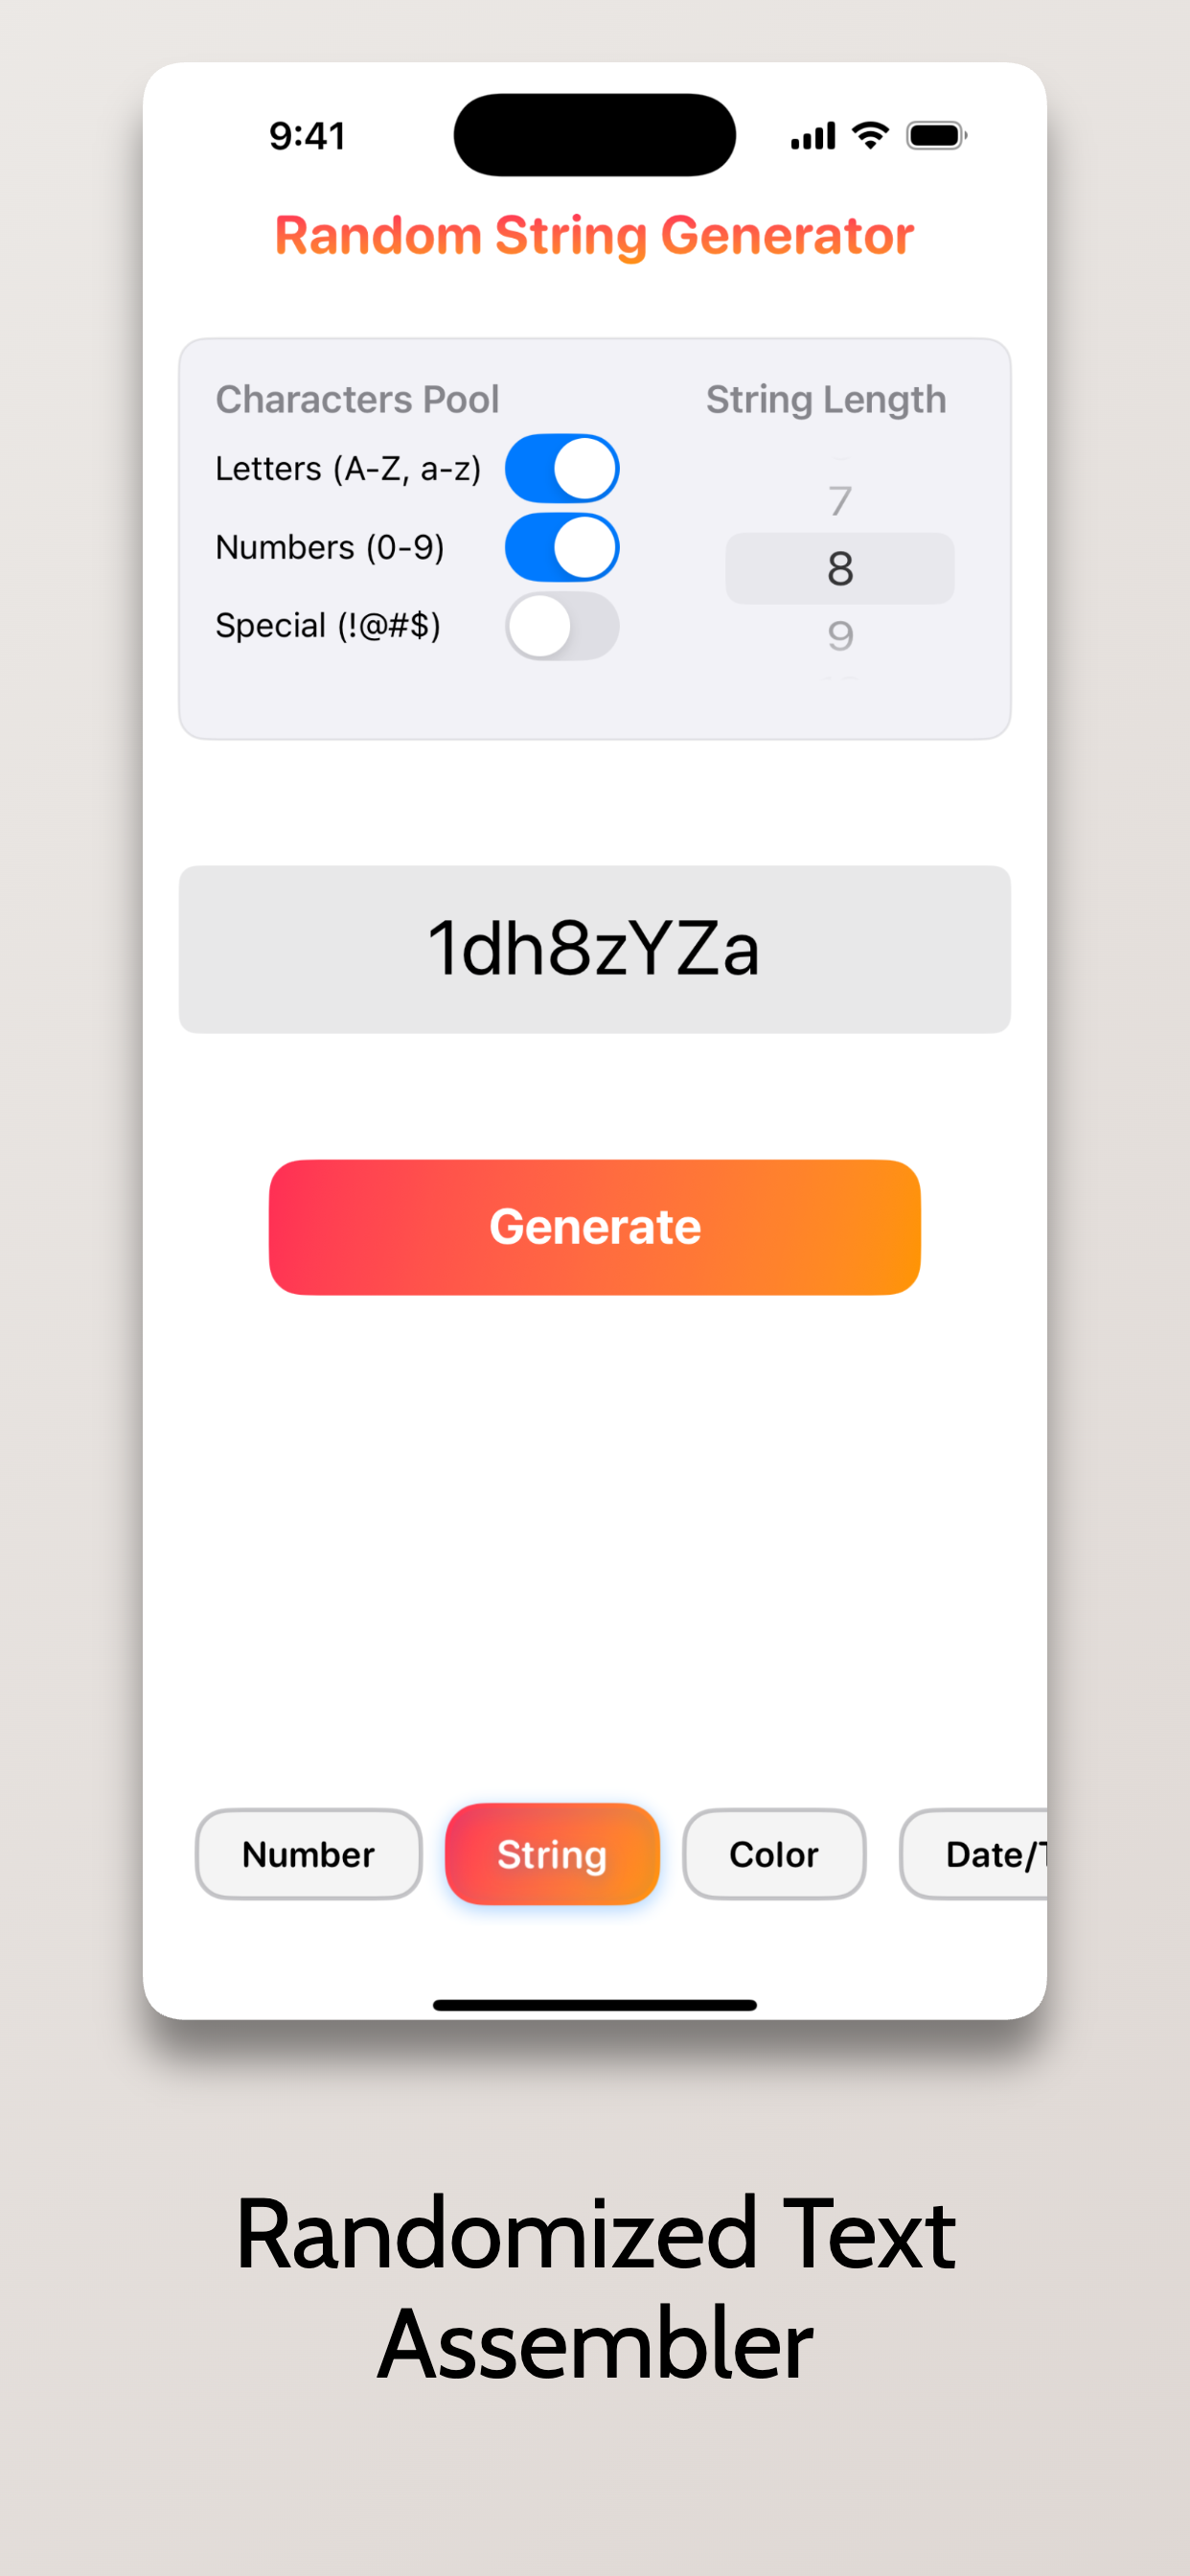 9:41
Random String Generator
Characters Pool
String Length
Letters (A-Z, a-z)
Numbers (0-9)
Special (!@#$)
7
8
9
1dh8zYZa
Generate
Number
String
Color
Date/T
Randomized Text
Assembler